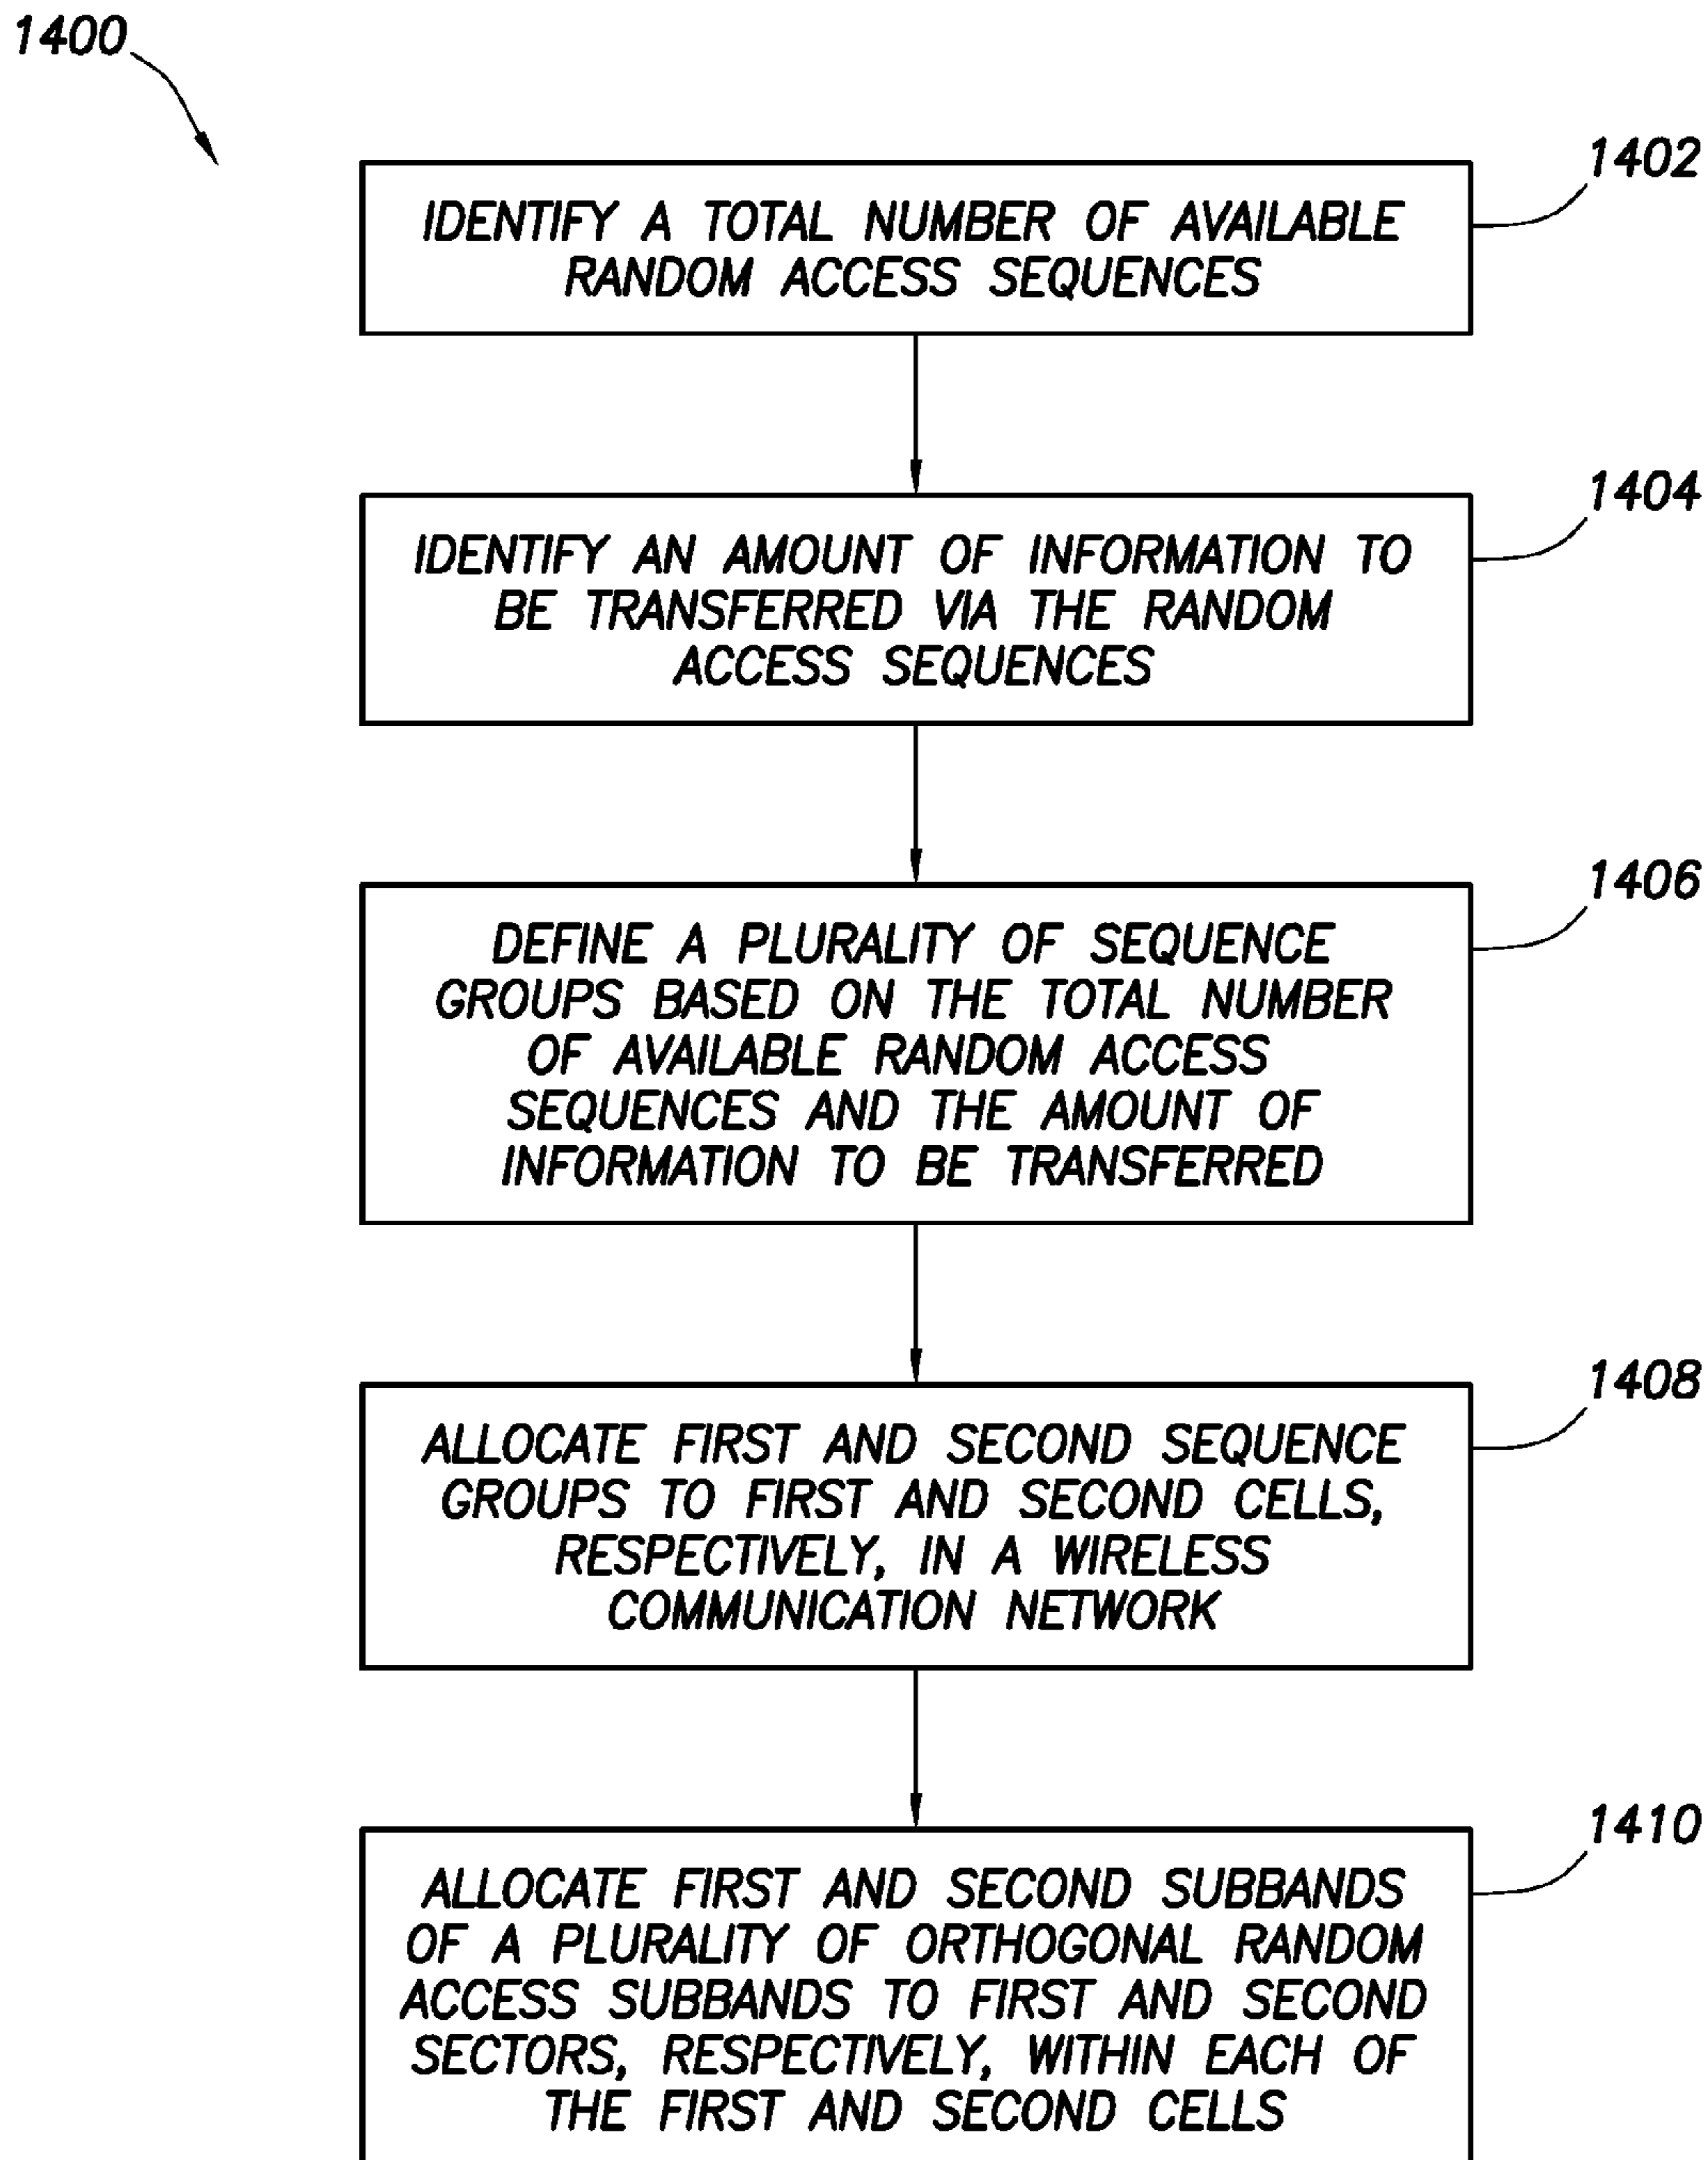 1400
1402
IDENTIFY A TOTAL NUMBER OF AVAILABLE
RANDOM ACCESS SEQUENCES
1404
IDENTIFY AN AMOUNT OF INFORMATION TO
BE TRANSFERRED VIA THE RANDOM
ACCESS SEQUENCES
1406
DEFINE A PLURALITY OF SEQUENCE
GROUPS BASED ON THE TOTAL NUMBER
OF AVAILABLE RANDOM ACCESS
SEQUENCES AND THE AMOUNT OF
INFORMATION TO BE TRANSFERRED
1408
ALLOCATE FIRST AND SECOND SEQUENCE
GROUPS TO FIRST AND SECOND CELLS,
RESPECTIVELY, IN A WIRELESS
COMMUNICATION NETWORK
1410
ALLOCATE FIRST AND SECOND SUBBANDS
OF A PLURALITY OF ORTHOGONAL RANDOM
ACCESS SUBBANDS TO FIRST AND SECOND
SECTORS, RESPECTIVELY, WITHIN EACH OF
THE FIRST AND SECOND CELLS